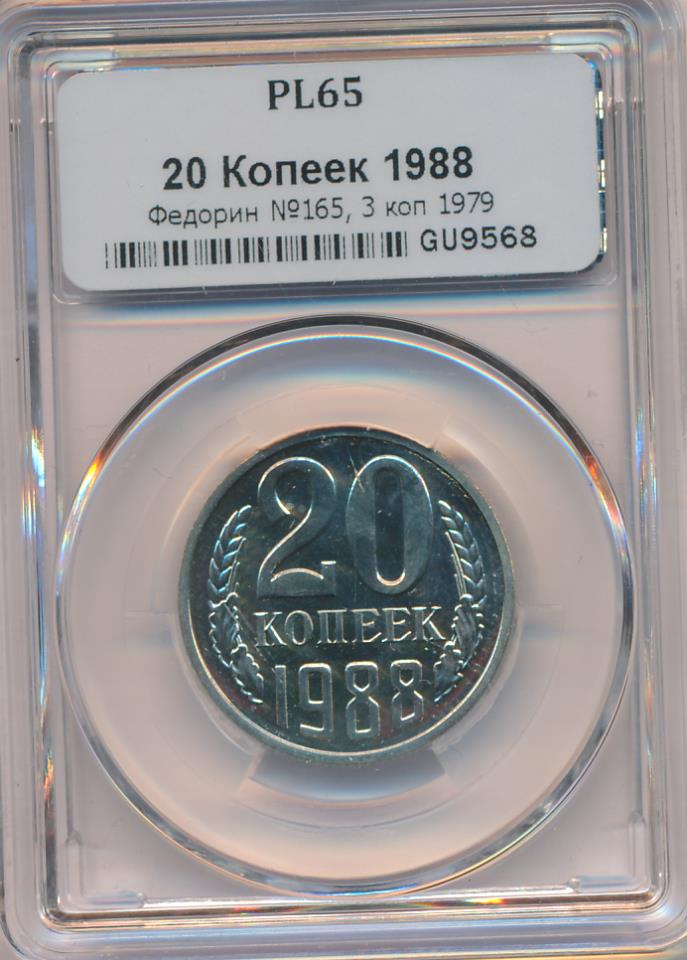 PL65
20 Копеек 1988
Федорин №165, 3 коп 1979
GU9568
20
КОПЕЕК
1988